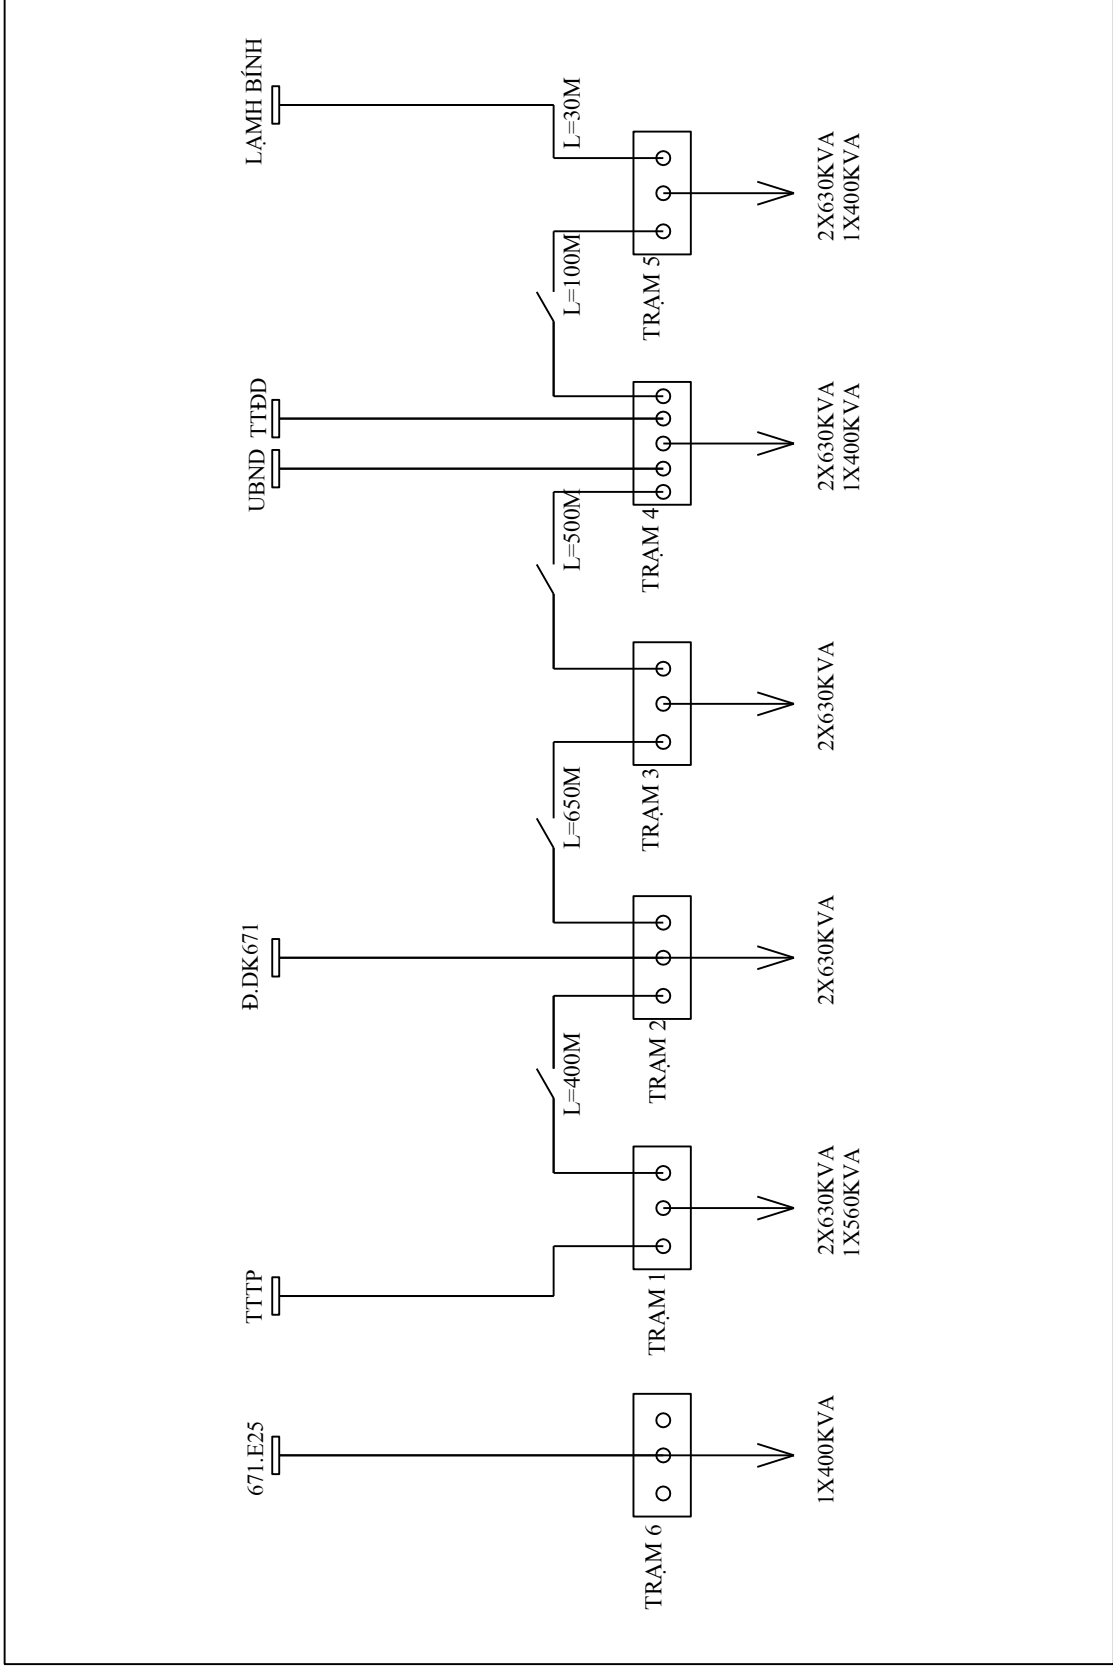 671.E25
TTTP
Đ.DK671
UBND
TTĐD
LẠMH BÍNH
L=400M
L=650M
L=500M
L=100M
L=30M
TRẠM 6
TRẠM 1
TRẠM 2
TRẠM 3
TRẠM 4
TRẠM 5
1X400KVA
2X630KVA
1X560KVA
2X630KVA
2X630KVA
2X630KVA
1X400KVA
2X630KVA
1X400KVA